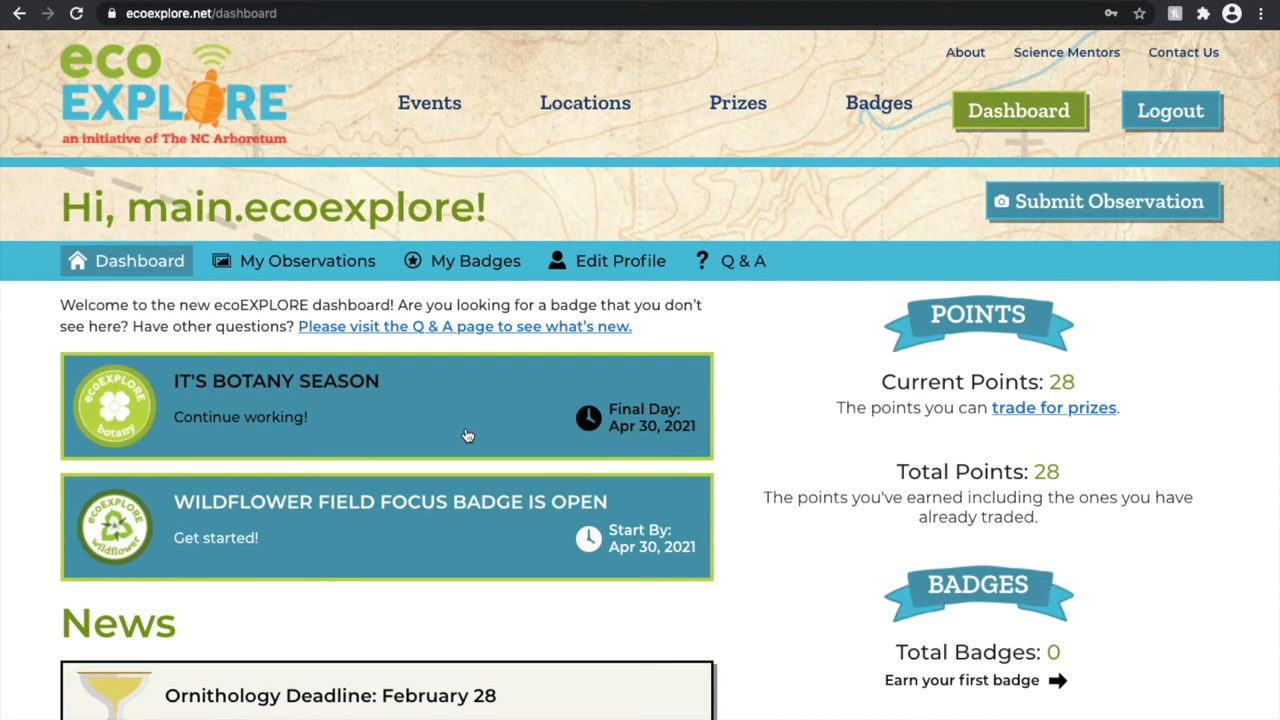 ecoexplore.net/dashboard
eco
EXPLORE
an initiative of The NC Arboretum
About
Science Mentors
Contact Us
Events
Locations
Prizes
Badges
Dashboard
Logout
Hi, main.ecoexplore!
Submit Observation
Dashboard
My Observations
My Badges
Edit Profile
? Q & A
Welcome to the new ecoEXPLORE dashboard! Are you looking for a badge that you don't
see here? Have other questions? Please visit the Q & A page to see what's new.
ecoEXPLORE
botany
IT'S BOTANY SEASON
Continue working!
Final Day:
Apr 30, 2021
ecoEXPLORE
wildflower
WILDFLOWER FIELD FOCUS BADGE IS OPEN
Get started!
Start By:
Apr 30, 2021
News
Ornithology Deadline: February 28
POINTS
Current Points: 28
The points you can trade for prizes.
Total Points: 28
The points you've earned including the ones you have
already traded.
BADGES
Total Badges: 0
Earn your first badge